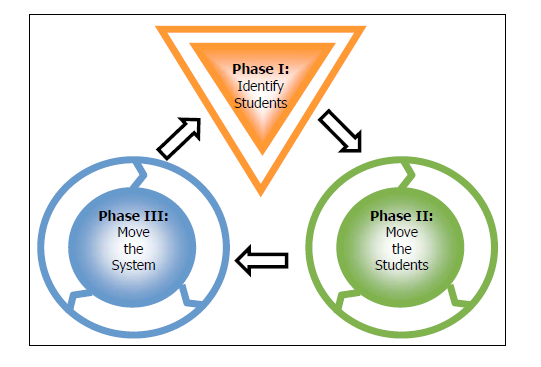 Phase I:
Identify
Students
Phase II:
Move
the
Students
Phase III:
Move
the
System